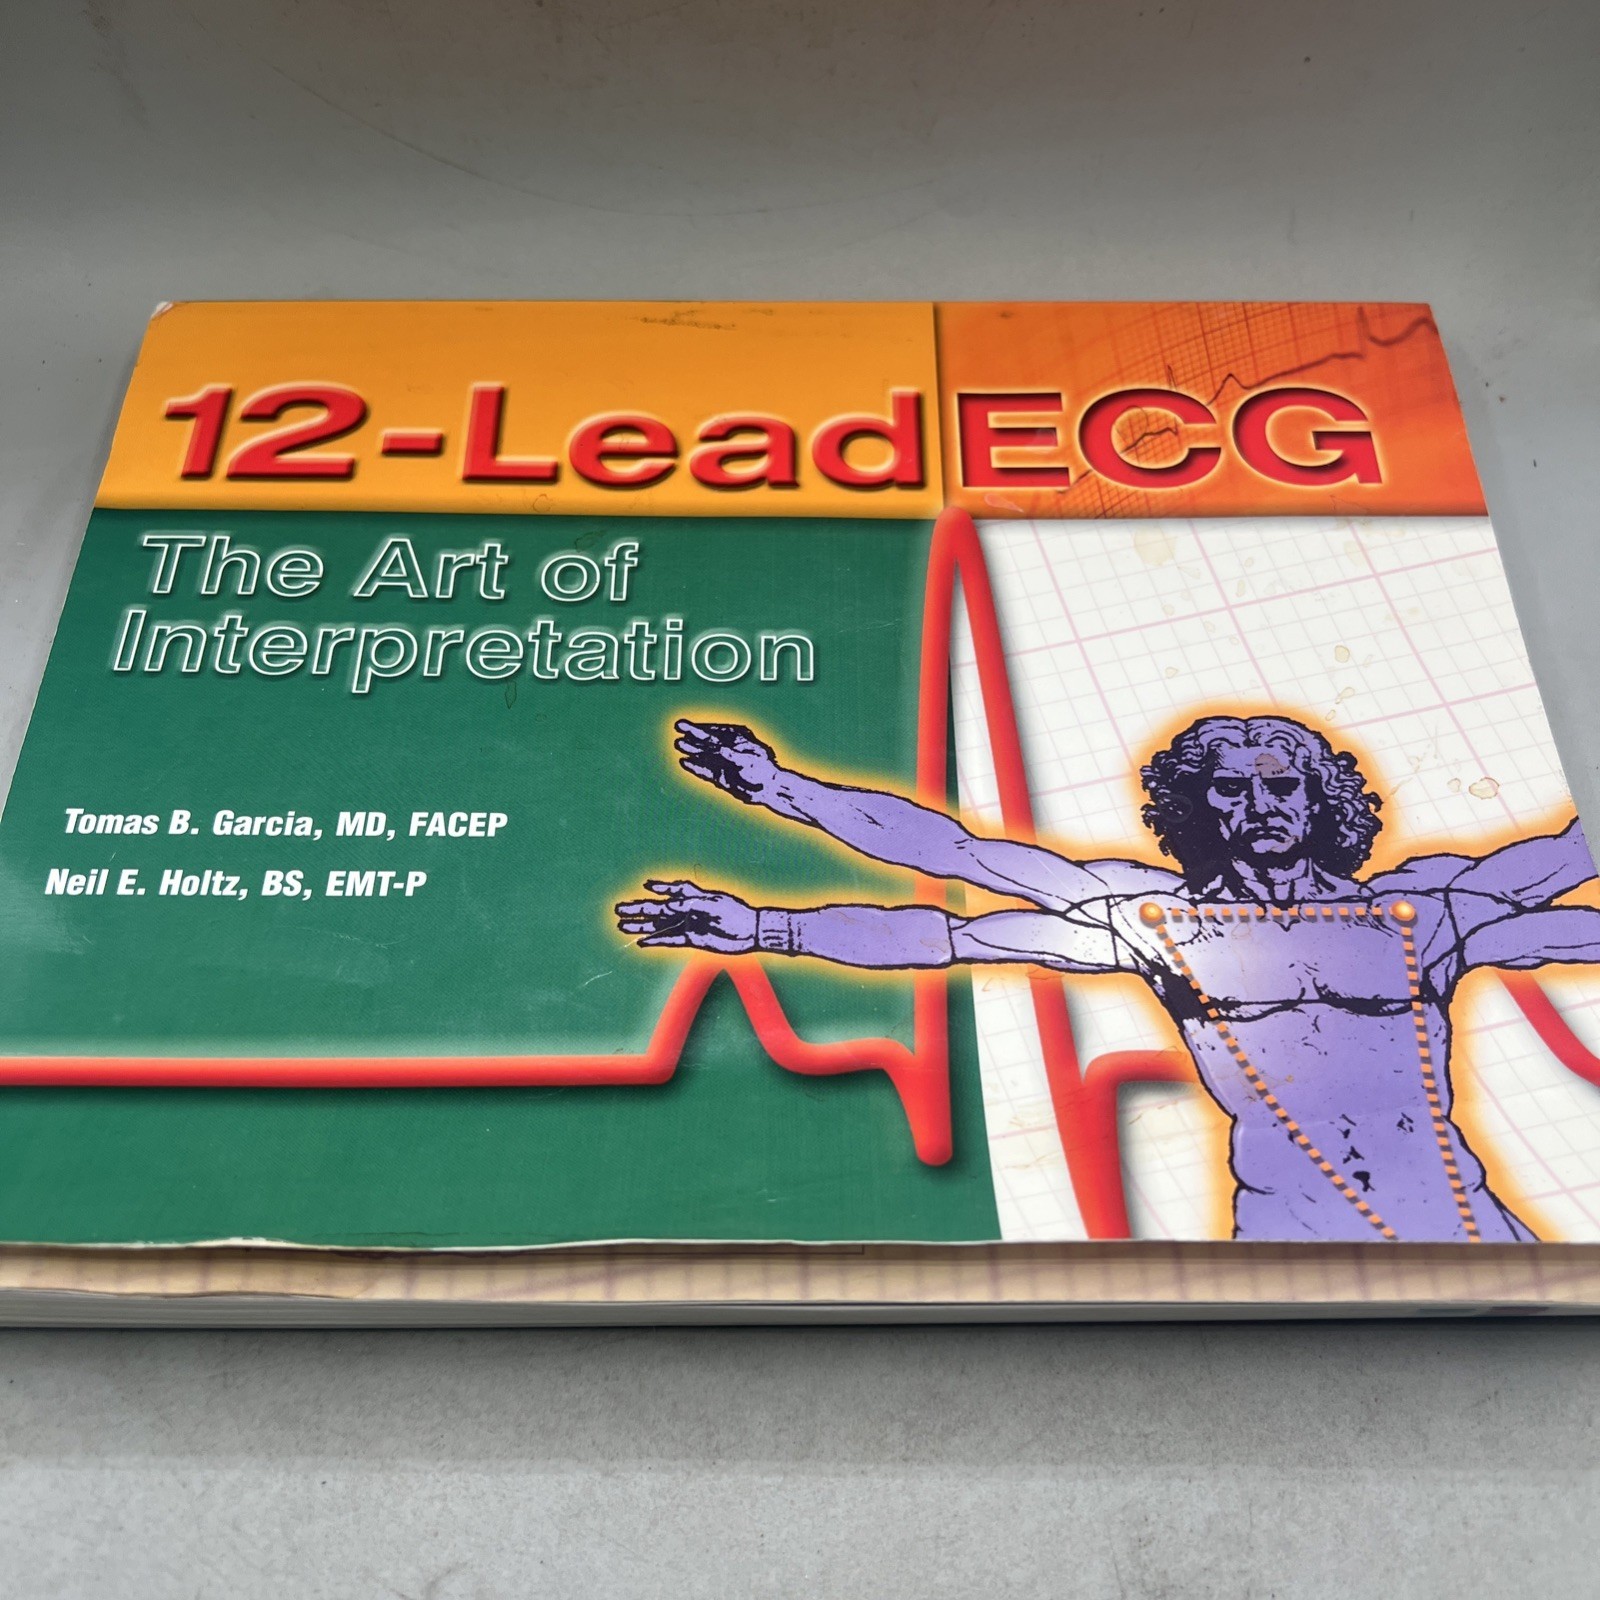 12-Lead ECG
The Art of
Interpretation
Tomas B. Garcia, MD, FACEP
Neil E. Holtz, BS, EMT-P